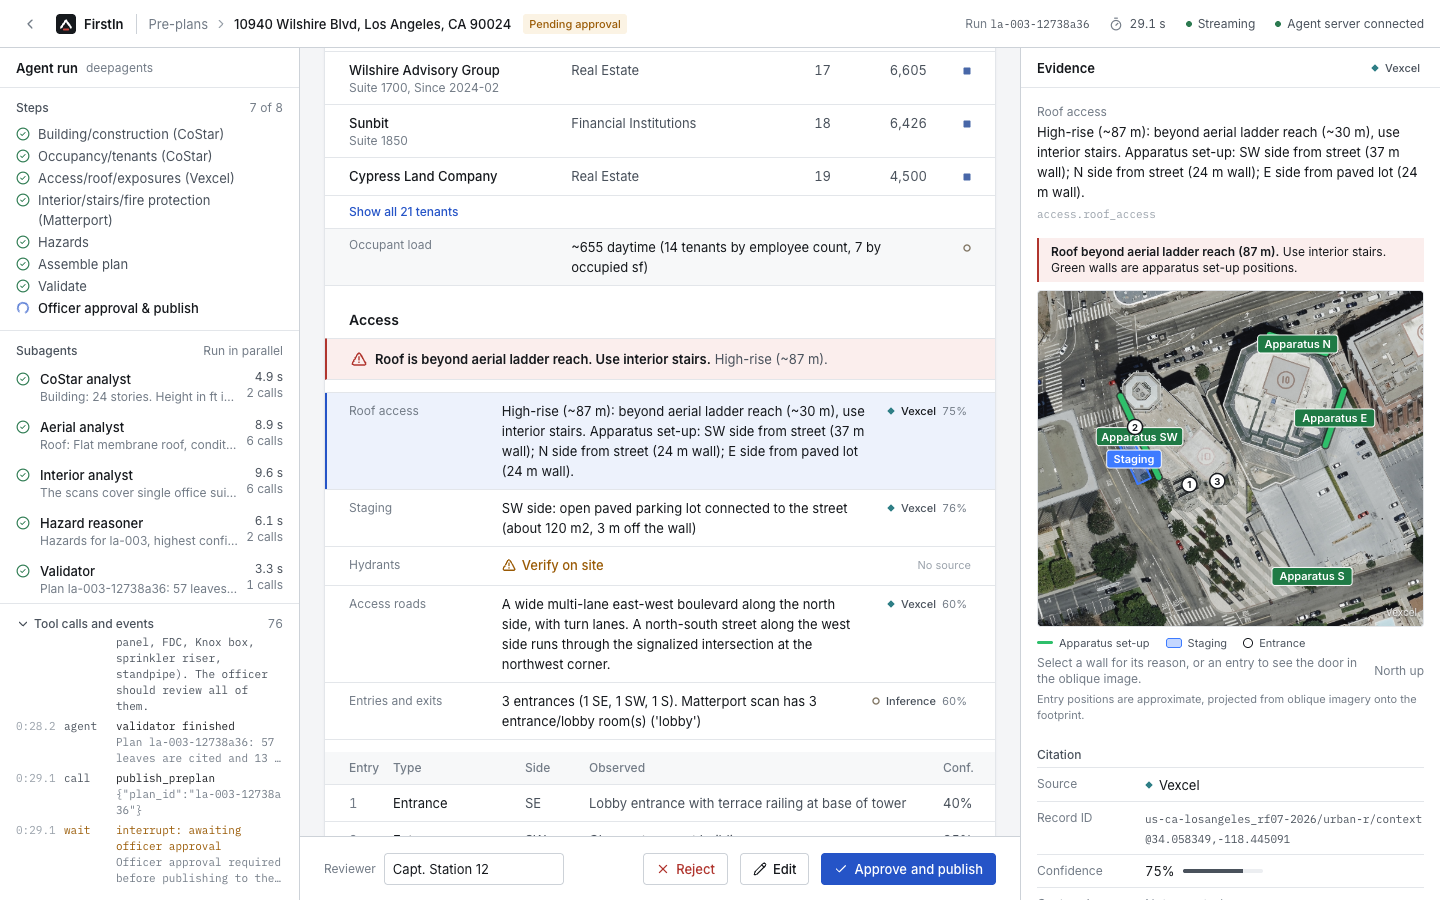 FirstIn
Pre-plans
10940 Wilshire Blvd, Los Angeles, CA 90024
Pending approval
Run la-003-12738a36
29.1 s
Streaming
Agent server connected
Agent run deepagents
Steps 7 of 8
Building/construction (CoStar)
Occupancy/tenants (CoStar)
Access/roof/exposures (Vexcel)
Interior/stairs/fire protection
(Matterport)
Hazards
Assemble plan
Validate
Officer approval & publish
Subagents Run in parallel
CoStar analyst 4.9 s
Building: 24 stories. Height in ft i... 2 calls
Aerial analyst 8.9 s
Roof: Flat membrane roof, condit... 6 calls
Interior analyst 9.6 s
The scans cover single office sui... 6 calls
Hazard reasoner 6.1 s
Hazards for la-003, highest confi... 2 calls
Validator 3.3 s
Plan la-003-12738a36: 57 leaves... 1 calls
Tool calls and events 76
panel, FDC, Knox box,
sprinkler riser,
standpipe). The officer
should review all of
them.
0:28.2 agent validator finished
Plan la-003-12738a36: 57
leaves are cited and 13 …
0:29.1 call publish_preplan
{"plan_id":"la-003-12738a
36"}
0:29.1 wait interrupt: awaiting
officer approval
Officer approval required
before publishing to the…
Wilshire Advisory Group Real Estate 17 6,605
Suite 1700, Since 2024-02
Sunbit Financial Institutions 18 6,426
Suite 1850
Cypress Land Company Real Estate 19 4,500
Show all 21 tenants
Occupant load ~655 daytime (14 tenants by employee count, 7 by
occupied sf)
Access
Roof is beyond aerial ladder reach. Use interior stairs. High-rise (~87 m).
Roof access High-rise (~87 m): beyond aerial ladder reach (~30 m), use Vexcel 75%
interior stairs. Apparatus set-up: SW side from street (37 m
wall); N side from street (24 m wall); E side from paved lot
(24 m wall).
Staging SW side: open paved parking lot connected to the street Vexcel 76%
(about 120 m2, 3 m off the wall)
Hydrants Verify on site No source
Access roads A wide multi-lane east-west boulevard along the north Vexcel 60%
side, with turn lanes. A north-south street along the west
side runs through the signalized intersection at the
northwest corner.
Entries and exits 3 entrances (1 SE, 1 SW, 1 S). Matterport scan has 3 Inference 60%
entrance/lobby room(s) ('lobby')
Entry Type Side Observed Conf.
1 Entrance SE Lobby entrance with terrace railing at base of tower 40%
Reviewer Capt. Station 12
Reject
Edit
Approve and publish
Evidence Vexcel
Roof access
High-rise (~87 m): beyond aerial ladder reach (~30 m), use
interior stairs. Apparatus set-up: SW side from street (37 m
wall); N side from street (24 m wall); E side from paved lot (24
m wall).
access.roof_access
Roof beyond aerial ladder reach (87 m). Use interior stairs.
Green walls are apparatus set-up positions.
Apparatus N
10
Apparatus E
2
Apparatus SW
Staging
1
3
Apparatus S
Vexcel
Apparatus set-up Staging Entrance
Select a wall for its reason, or an entry to see the door in
the oblique image.
North up
Entry positions are approximate, projected from oblique imagery onto the
footprint.
Citation
Source Vexcel
Record ID us-ca-losangeles_rf07-2026/urban-r/context
@34.058349,-118.445091
Confidence 75%